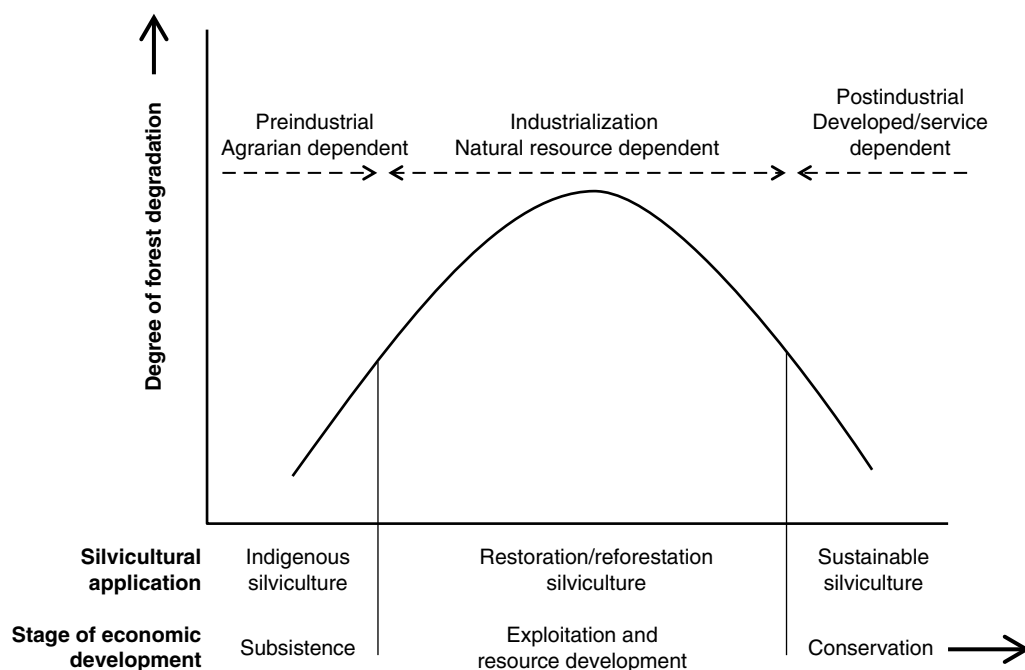 Degree of forest degradation
Preindustrial
Agrarian dependent
Industrialization
Natural resource dependent
Postindustrial
Developed/service
dependent
Silvicultural
application
Indigenous
silviculture
Restoration/reforestation
silviculture
Sustainable
silviculture
Stage of economic
development
Subsistence
Exploitation and
resource development
Conservation